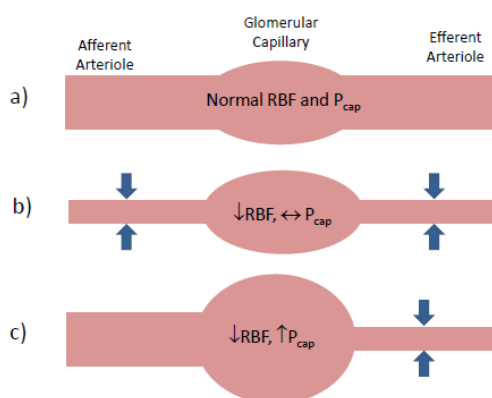 Afferent
Arteriole
Glomerular
Capillary
Efferent
Arteriole
a)
Normal RBF and Pcap
b)
↓RBF, ↔ Pcap
c)
↓RBF, ↑Pcap